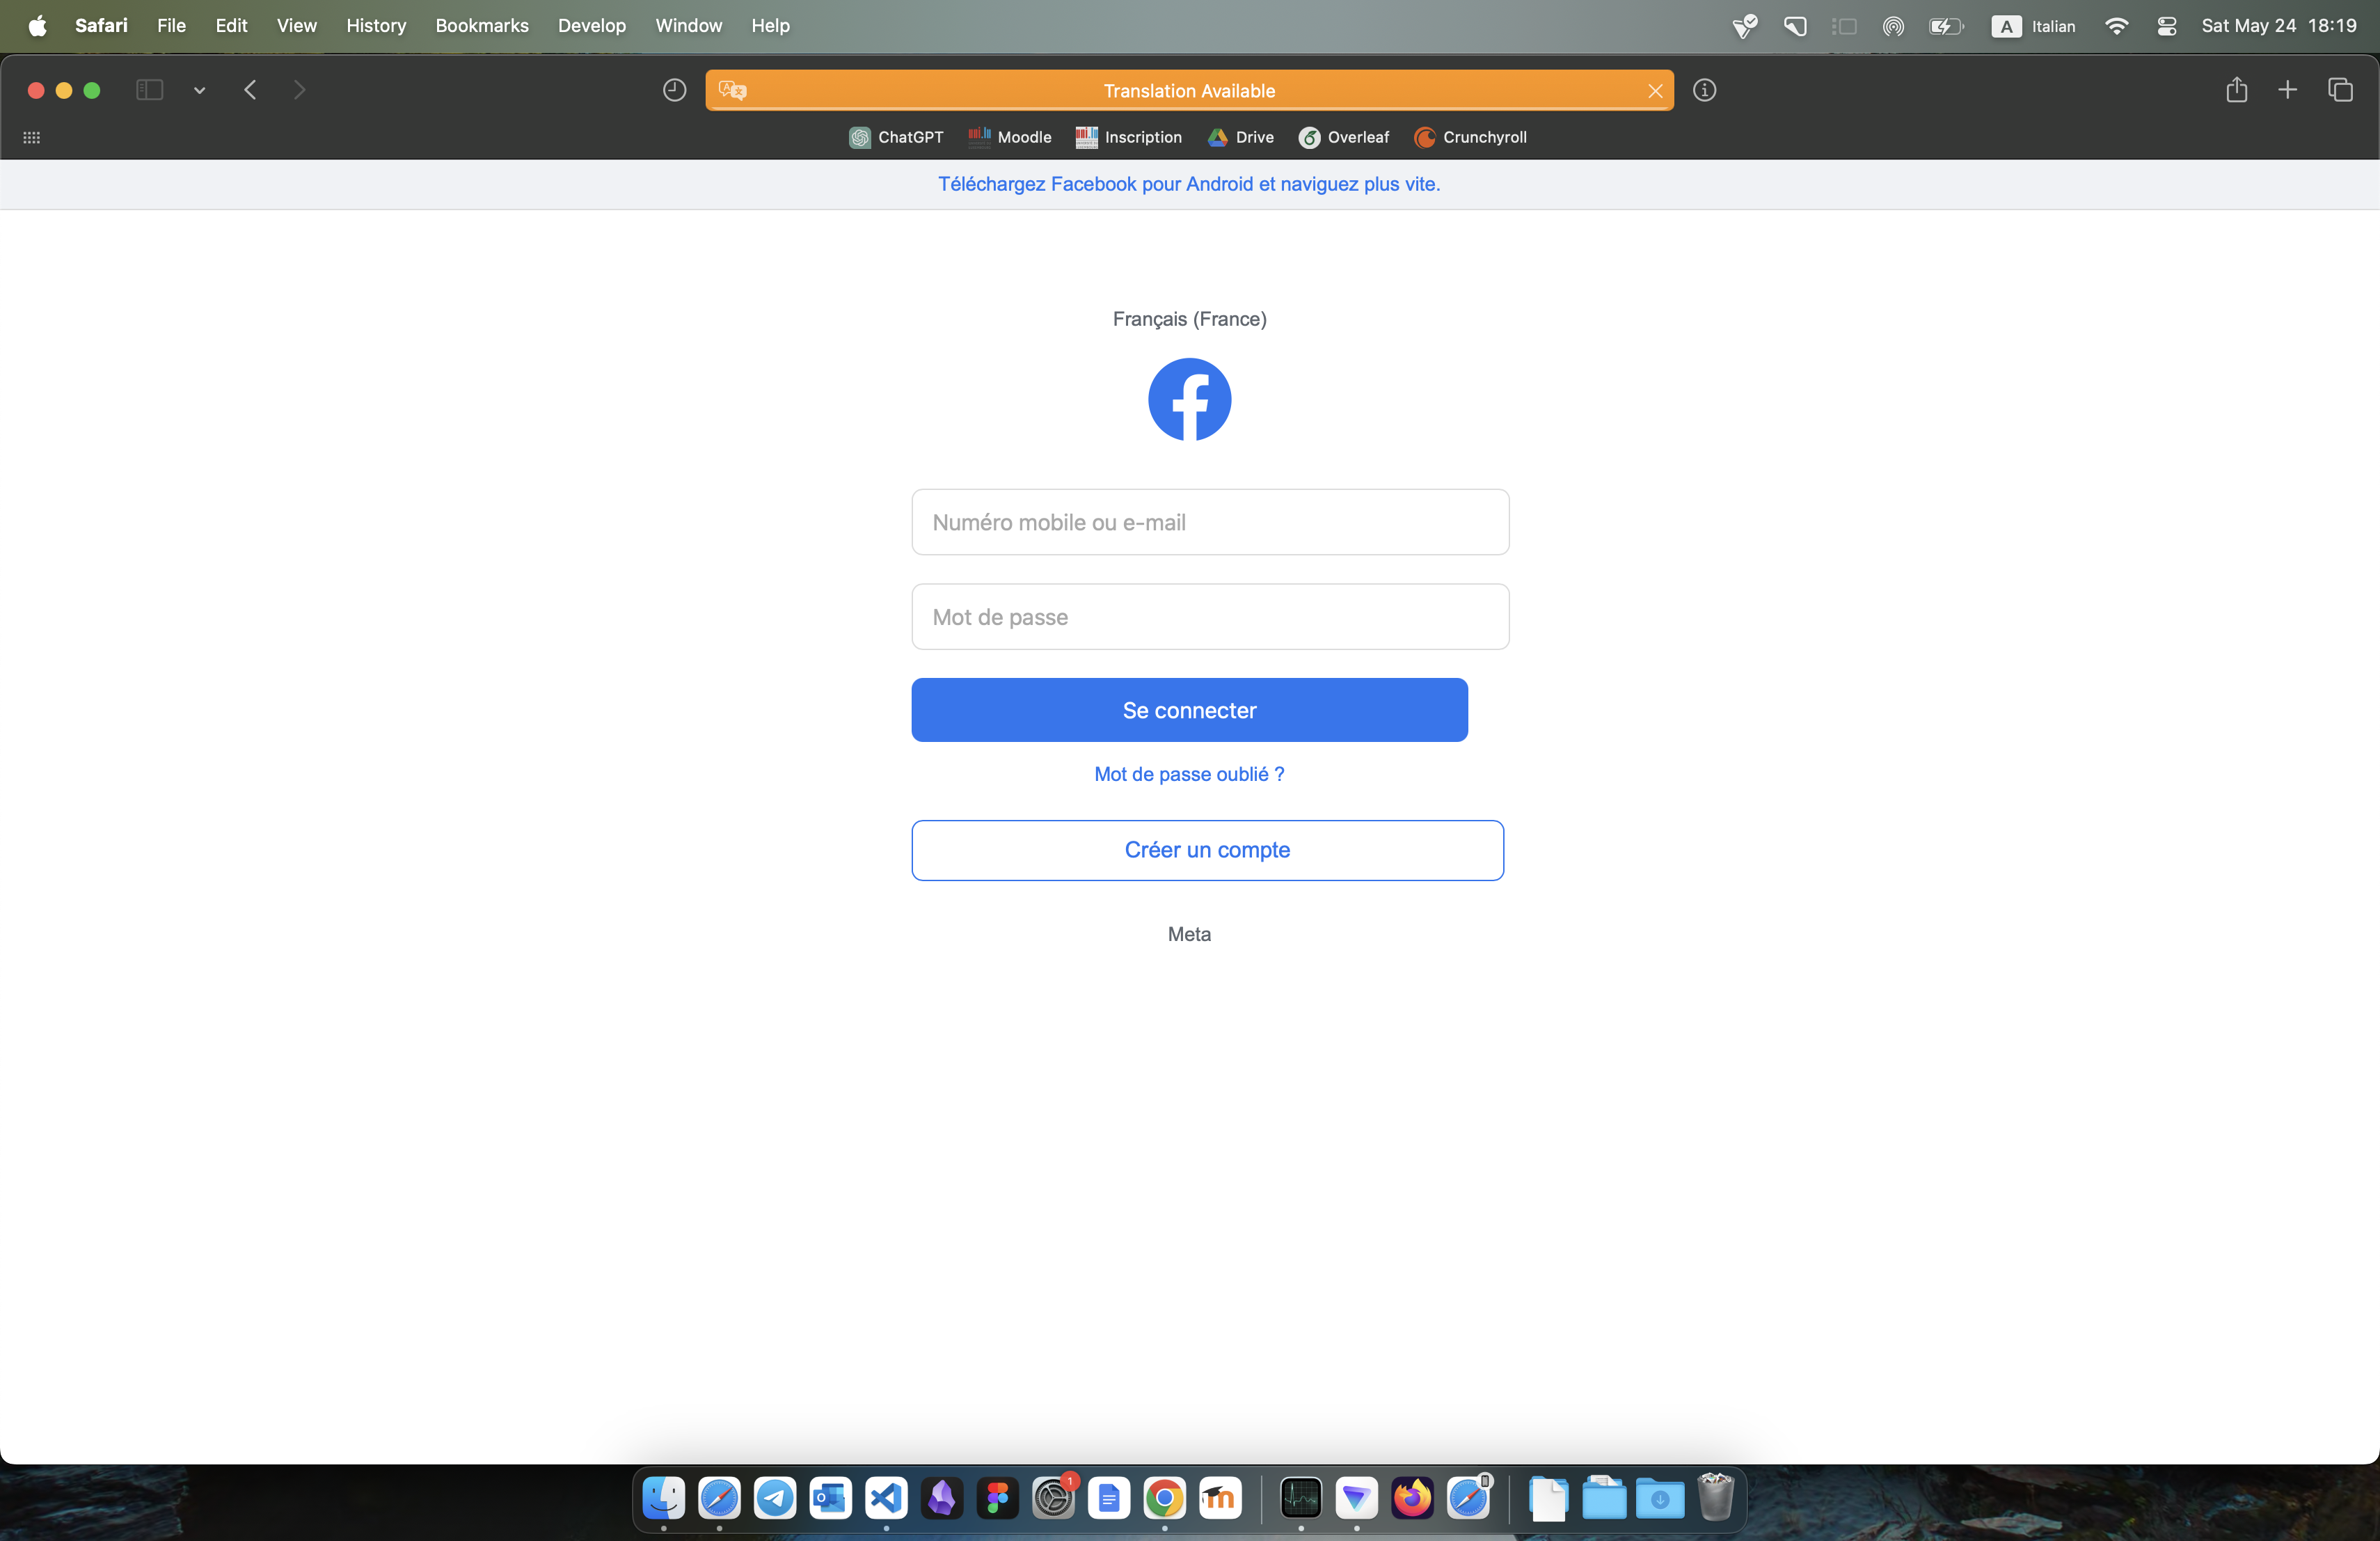 Safari File Edit View History Bookmarks Develop Window Help A Italian Sat May 24 18:19
Translation Available
ChatGPT Moodle Inscription Drive Overleaf Crunchyroll
Téléchargez Facebook pour Android et naviguez plus vite.
Français (France)
Numéro mobile ou e-mail
Mot de passe
Se connecter
Mot de passe oublié ?
Créer un compte
Meta
1